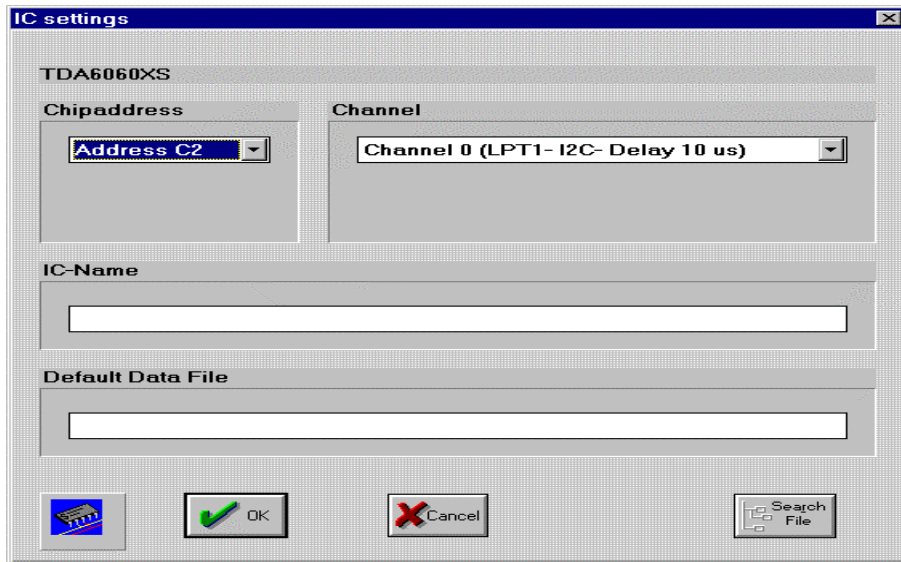 IC settings
TDA6060XS
Chipaddress
Channel
Address C2
Channel 0 (LPT1- I2C- Delay 10 us)
IC-Name
Default Data File
OK
Cancel
Search
File